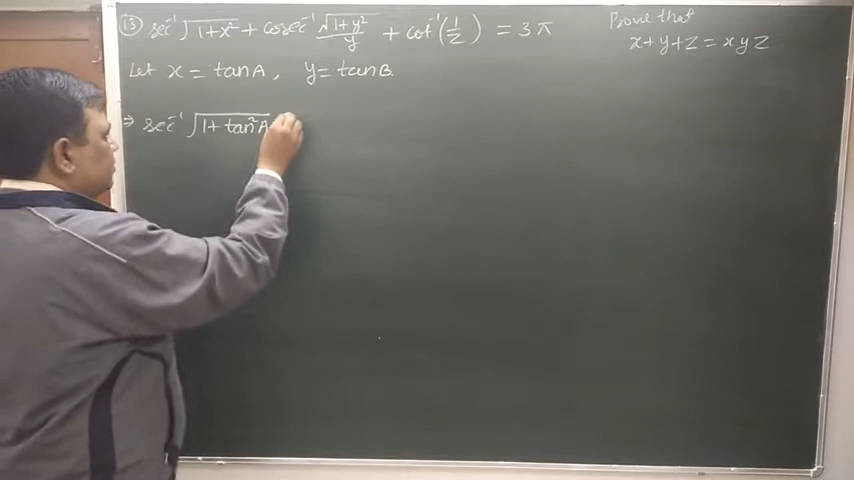 (13) sec⁻¹ √(1+x²) + cosec⁻¹ √(1+y²)/y + cot⁻¹(1/z) = 3π
Prove that
x+y+z = xyz
Let x = tanA, y = tanB.
⇒ sec⁻¹ √(1+tan²A